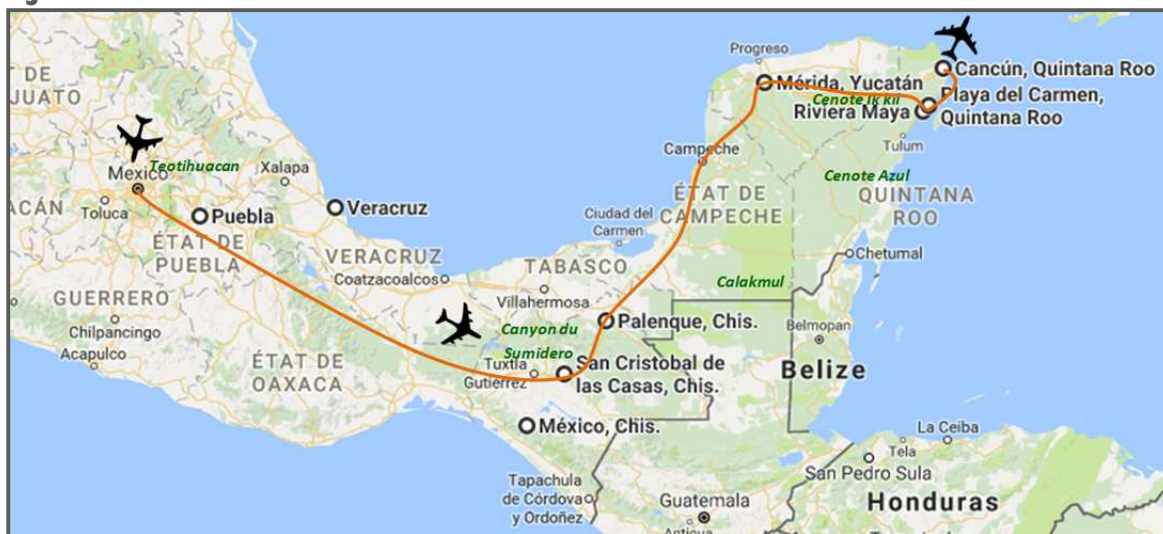 Progreso
Cancún, Quintana Roo
Mérida, Yucatán
Cenote Ik kil
Playa del Carmen,
Quintana Roo
Riviera Maya
Tulum
T DE
JUATO
Teotihuacan
Mexico
Xalapa
Campeche
Cenote Azul
ACÁN
Toluca
Puebla
Veracruz
ÉTAT DE
CAMPECHE
QUINTANA
ROO
Ciudad del
Carmen
ÉTAT DE
PUEBLA
VERACRUZ
Coatzacoalcos
TABASCO
Chetumal
Villahermosa
Calakmul
GUERRERO
Chilpancingo
Acapulco
Canyon du
Sumidero
Palenque, Chis.
Belmopan
ÉTAT DE
OAXACA
Tuxtla
Gutiérrez
San Cristobal de
las Casas, Chis.
Belize
México, Chis.
La Ceiba
Tela
San Pedro Sula
Tapachula
de Córdova
y Ordoñez
Guatemala
Honduras
Antigua